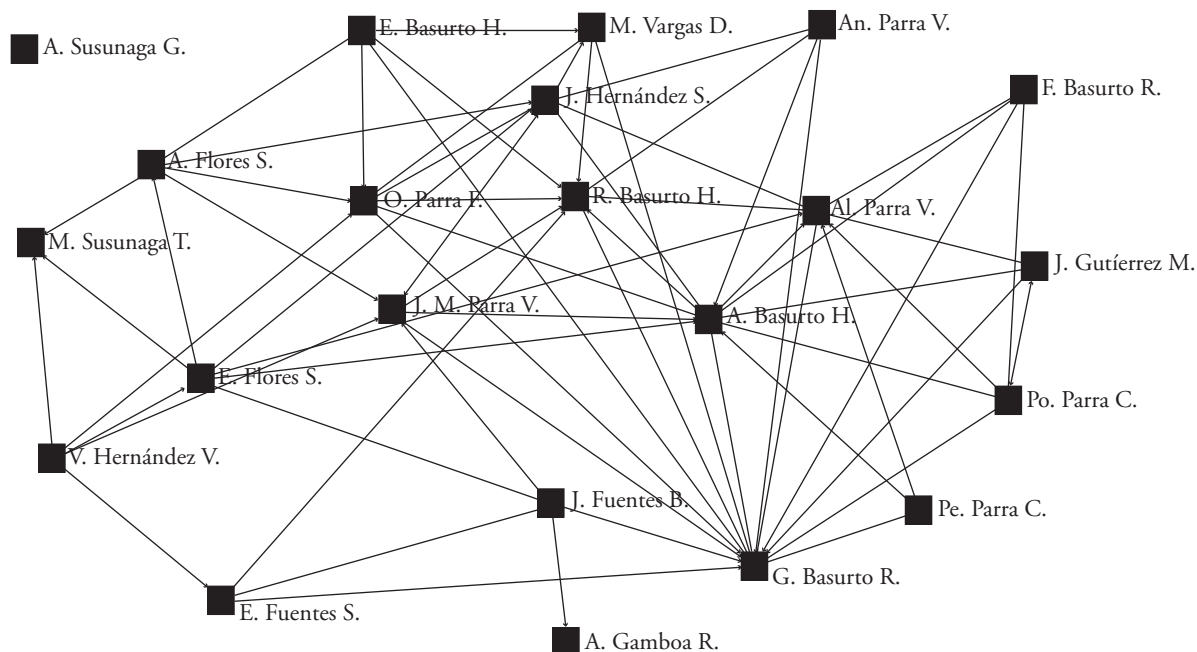 E. Basurto H.
M. Vargas D.
An. Parra V.
A. Susunaga G.
F. Basurto R.
J. Hernández S.
A. Flores S.
O. Parra F.
R. Basurto H.
Al. Parra V.
M. Susunaga T.
J. Gutíerrez M.
J. M. Parra V.
A. Basurto H.
E. Flores S.
Po. Parra C.
V. Hernández V.
J. Fuentes B.
Pe. Parra C.
G. Basurto R.
E. Fuentes S.
A. Gamboa R.